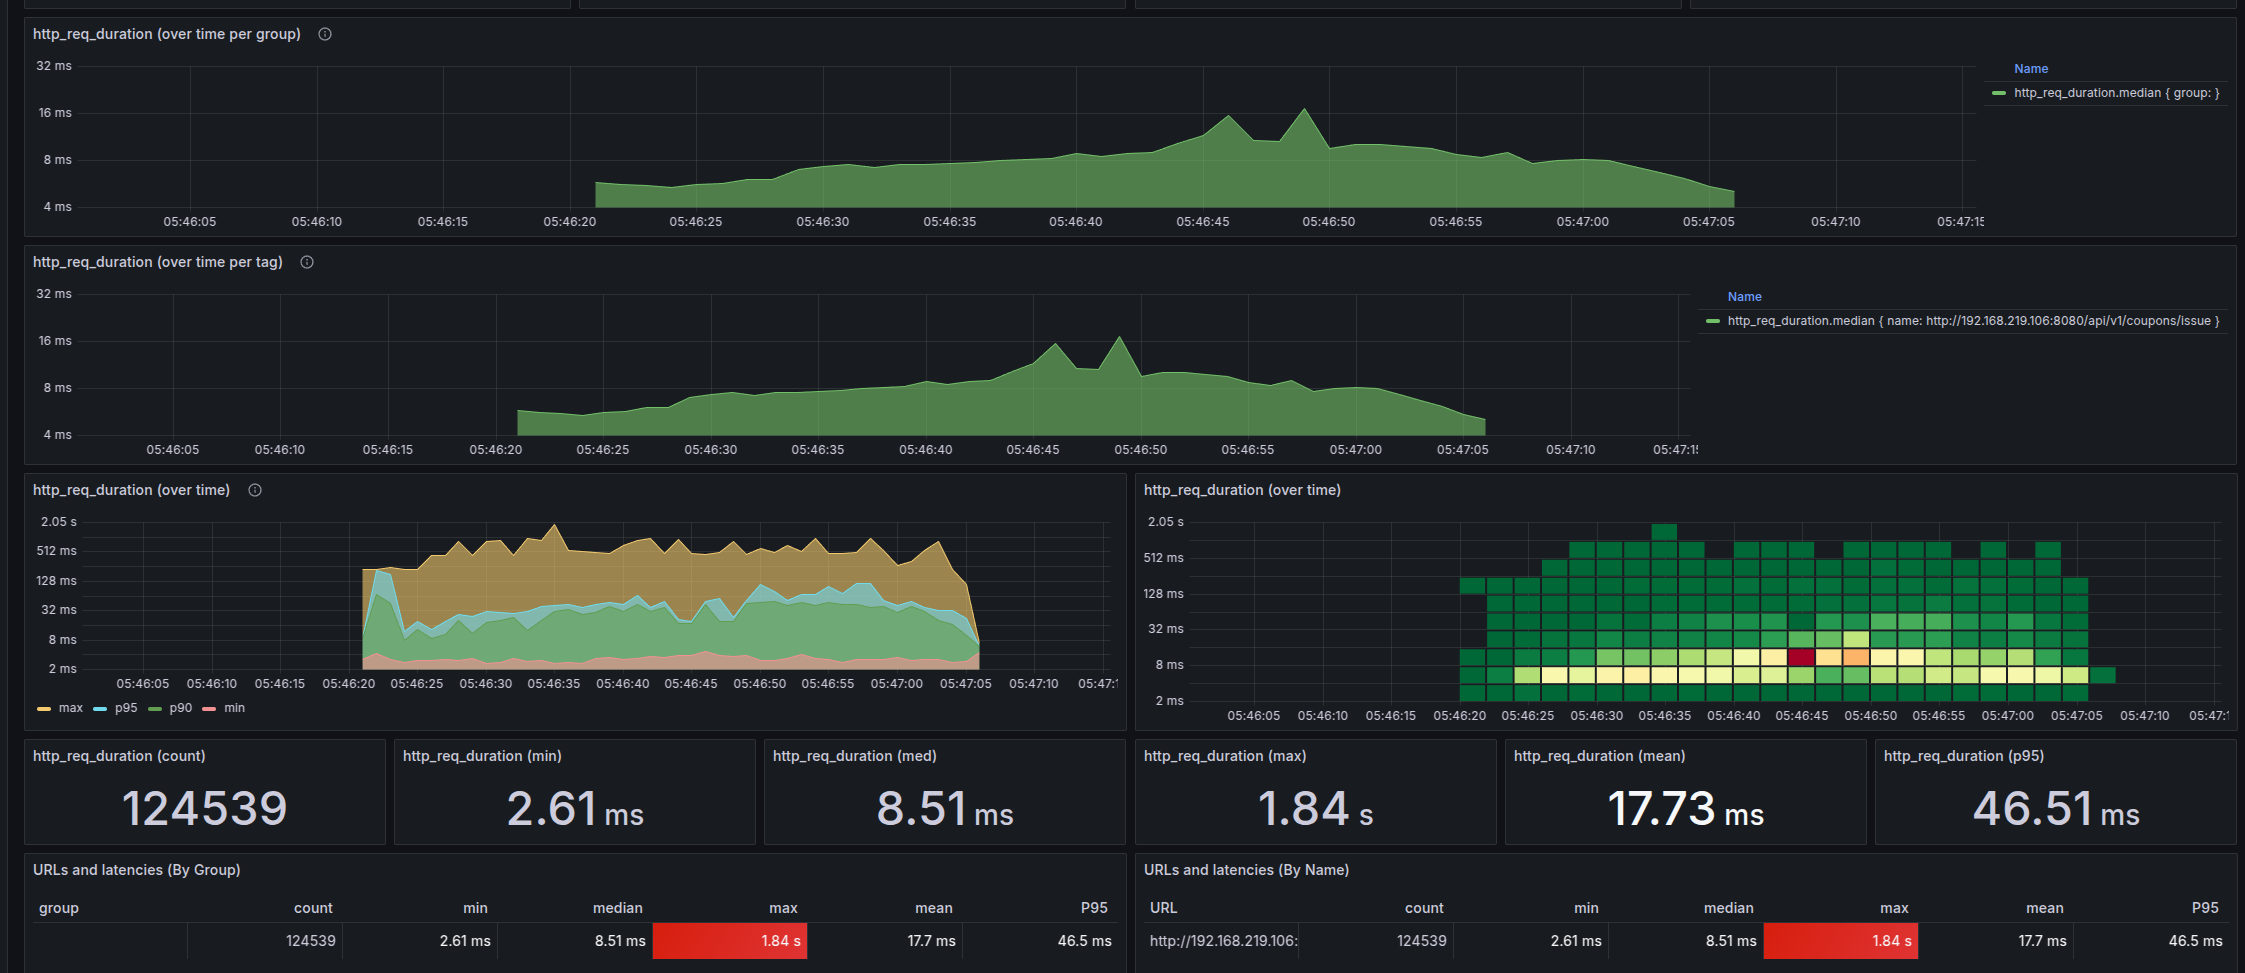 http_req_duration (over time per group)
32 ms
16 ms
8 ms
4 ms
05:46:05 05:46:10 05:46:15 05:46:20 05:46:25 05:46:30 05:46:35 05:46:40 05:46:45 05:46:50 05:46:55 05:47:00 05:47:05 05:47:10 05:47:15
Name
http_req_duration.median { group: }
http_req_duration (over time per tag)
32 ms
16 ms
8 ms
4 ms
05:46:05 05:46:10 05:46:15 05:46:20 05:46:25 05:46:30 05:46:35 05:46:40 05:46:45 05:46:50 05:46:55 05:47:00 05:47:05 05:47:10 05:47:15
Name
http_req_duration.median { name: http://192.168.219.106:8080/api/v1/coupons/issue }
http_req_duration (over time)
2.05 s
512 ms
128 ms
32 ms
8 ms
2 ms
05:46:05 05:46:10 05:46:15 05:46:20 05:46:25 05:46:30 05:46:35 05:46:40 05:46:45 05:46:50 05:46:55 05:47:00 05:47:05 05:47:10 05:47:1
max p95 p90 min
http_req_duration (over time)
2.05 s
512 ms
128 ms
32 ms
8 ms
2 ms
05:46:05 05:46:10 05:46:15 05:46:20 05:46:25 05:46:30 05:46:35 05:46:40 05:46:45 05:46:50 05:46:55 05:47:00 05:47:05 05:47:10 05:47:1
http_req_duration (count)
124539
http_req_duration (min)
2.61 ms
http_req_duration (med)
8.51 ms
http_req_duration (max)
1.84 s
http_req_duration (mean)
17.73 ms
http_req_duration (p95)
46.51 ms
URLs and latencies (By Group)
group count min median max mean P95
124539 2.61 ms 8.51 ms 1.84 s 17.7 ms 46.5 ms
URLs and latencies (By Name)
URL count min median max mean P95
http://192.168.219.106: 124539 2.61 ms 8.51 ms 1.84 s 17.7 ms 46.5 ms